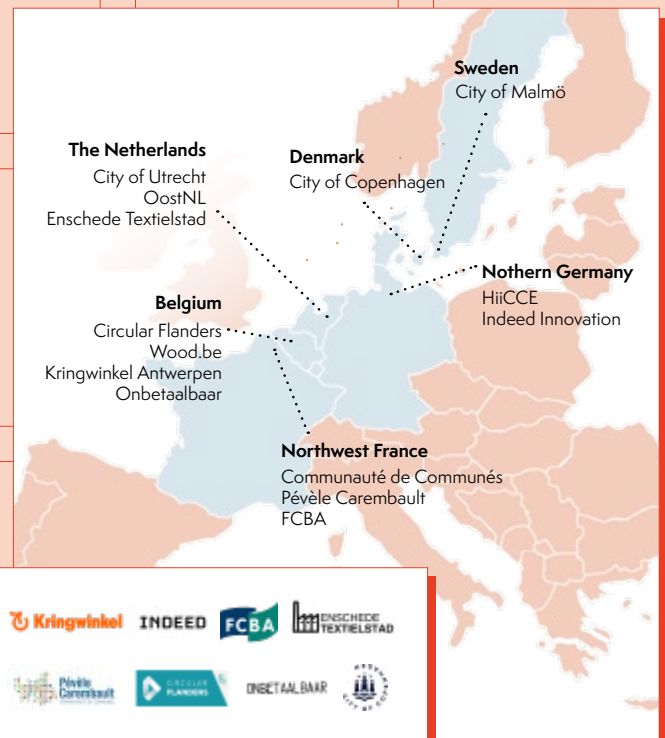 Sweden
City of Malmö
The Netherlands
City of Utrecht
OostNL
Enschede Textielstad
Denmark
City of Copenhagen
Nothern Germany
HiiCCE
Indeed Innovation
Belgium
Circular Flanders
Wood.be
Kringwinkel Antwerpen
Onbetaalbaar
Northwest France
Communauté de Communés
Pévèle Carembault
FCBA
Kringwinkel
INDEED
FCBA
ENSCHEDE
TEXTIELSTAD
Pévèle
Carembault
CIRCULAR
FLANDERS
ONBETAALBAAR